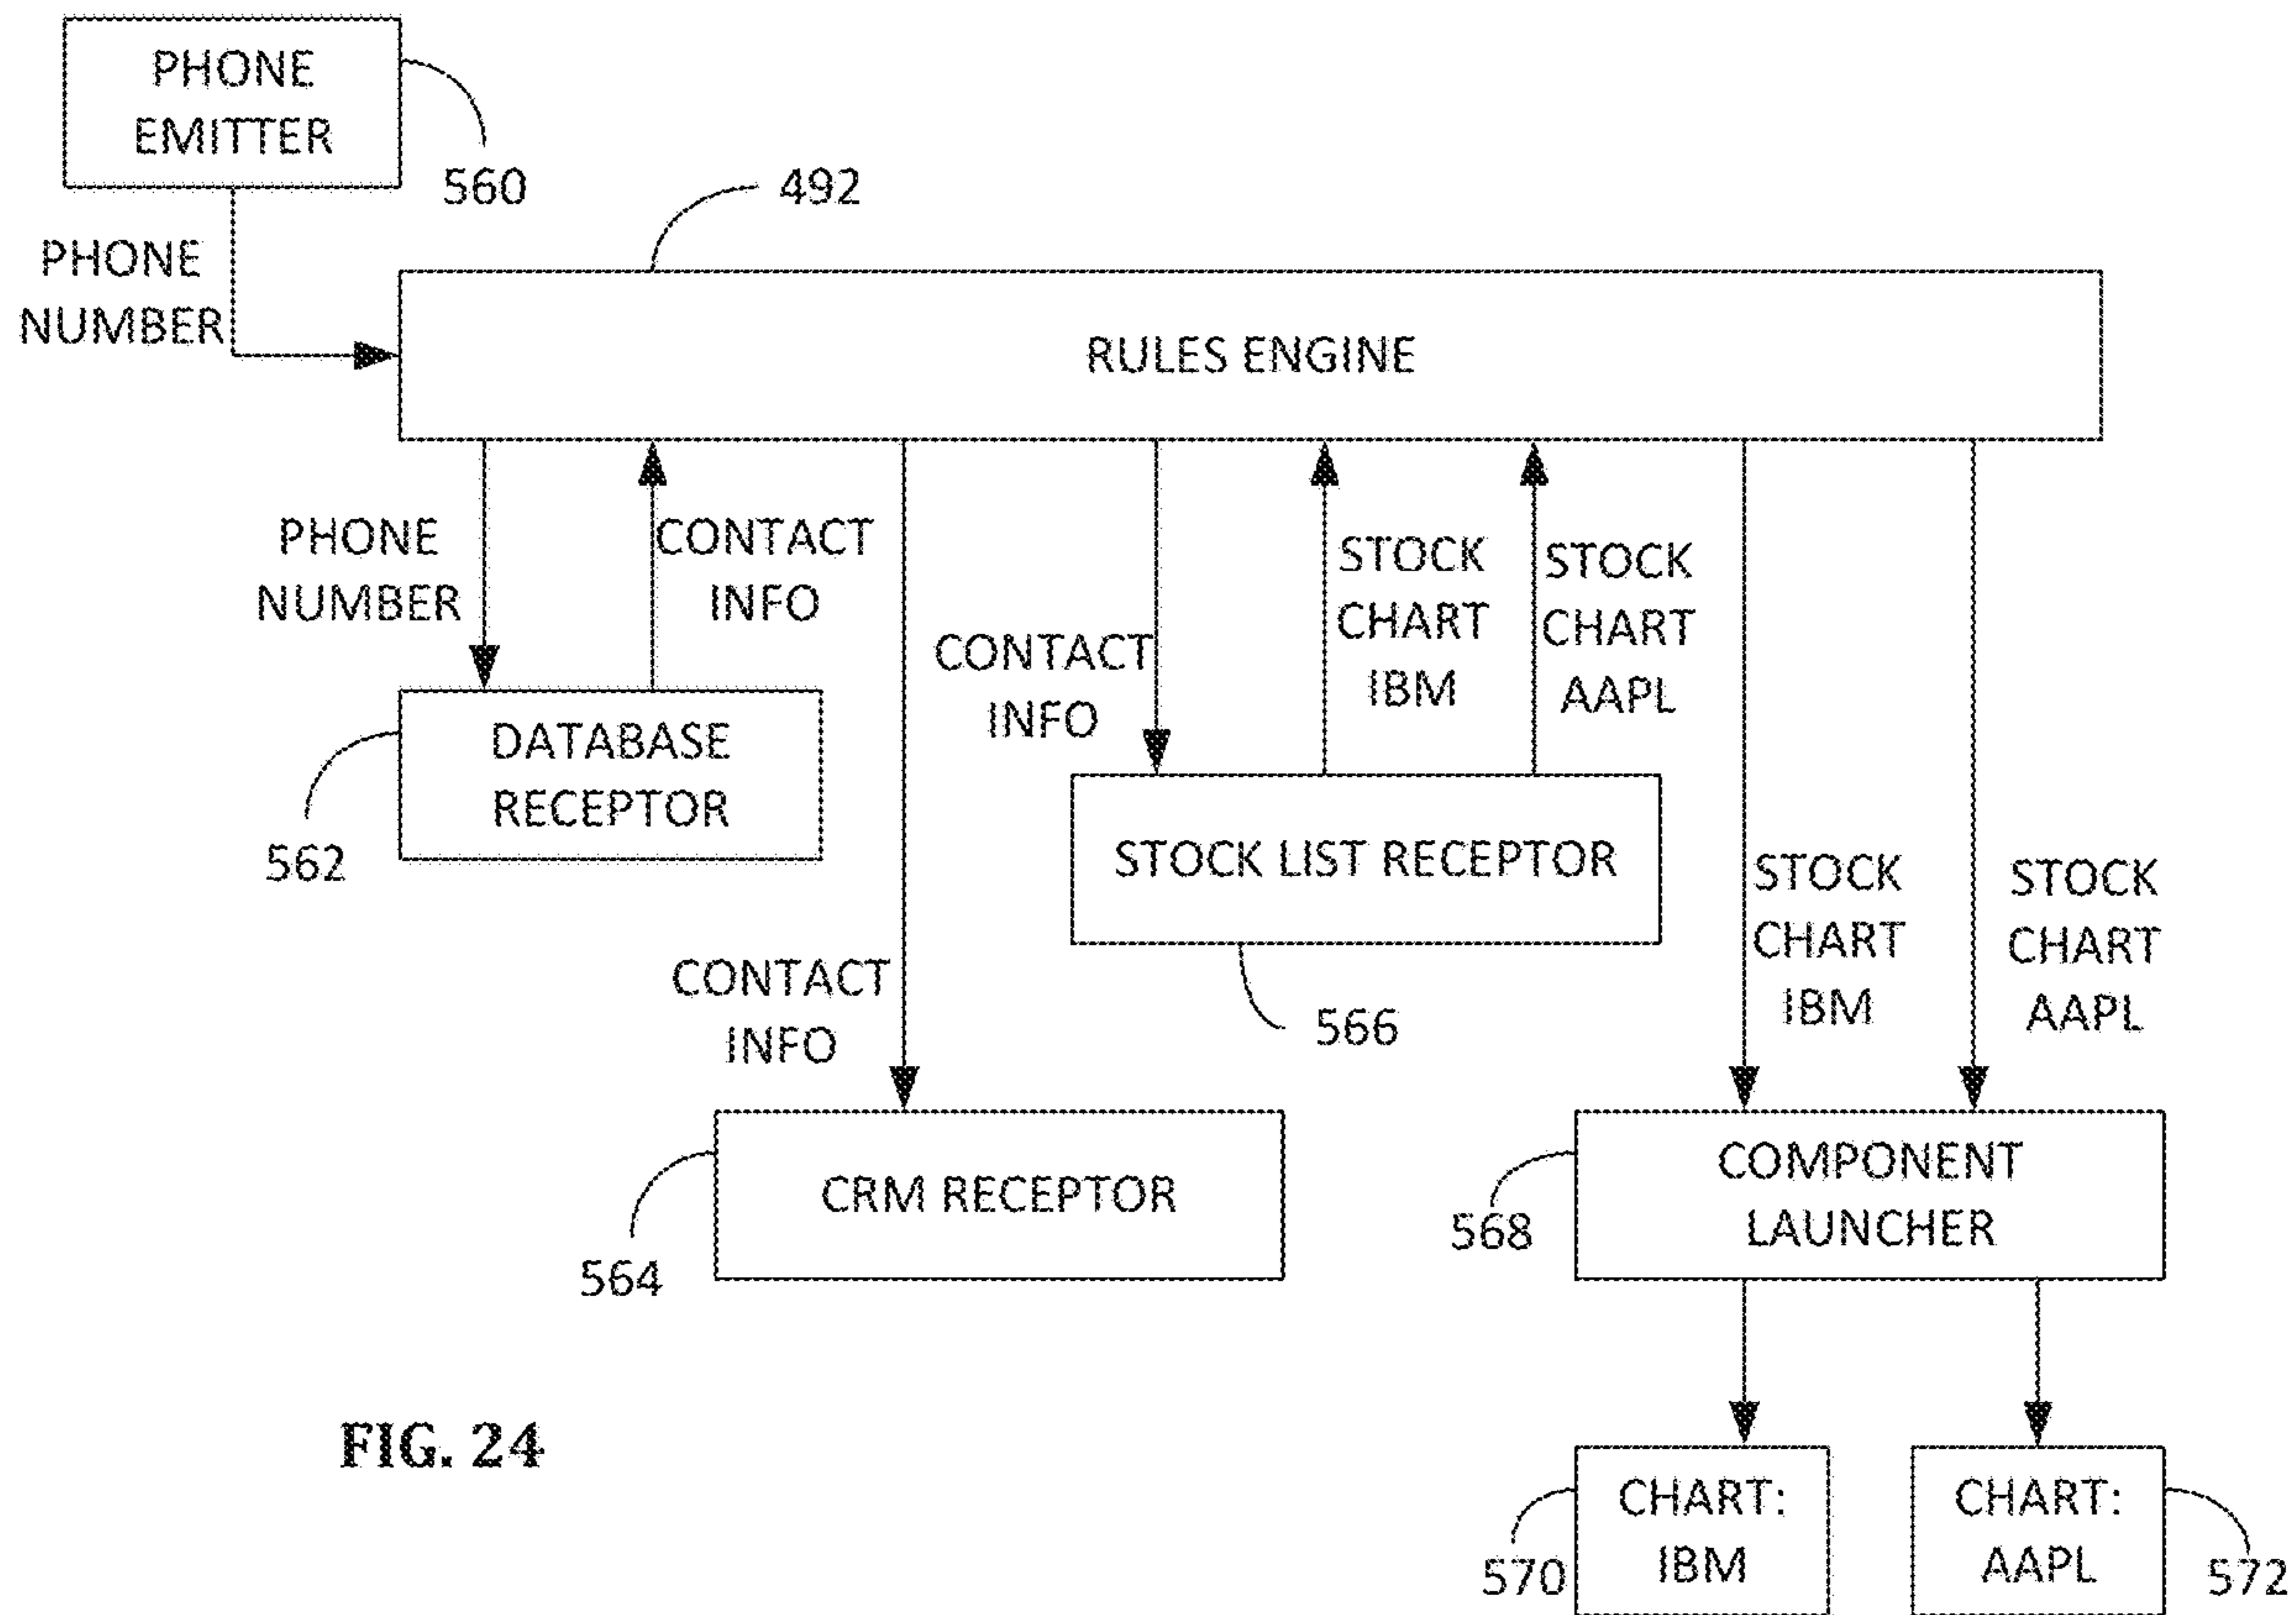 PHONE
EMITTER
560
492
PHONE
NUMBER
RULES ENGINE
PHONE
NUMBER
CONTACT
INFO
CONTACT
INFO
STOCK
CHART
IBM
STOCK
CHART
AAPL
DATABASE
RECEPTOR
562
STOCK LIST RECEPTOR
566
CONTACT
INFO
STOCK
CHART
IBM
STOCK
CHART
AAPL
CRM RECEPTOR
564
COMPONENT
LAUNCHER
568
FIG. 24
CHART:
IBM
570
CHART:
AAPL
572